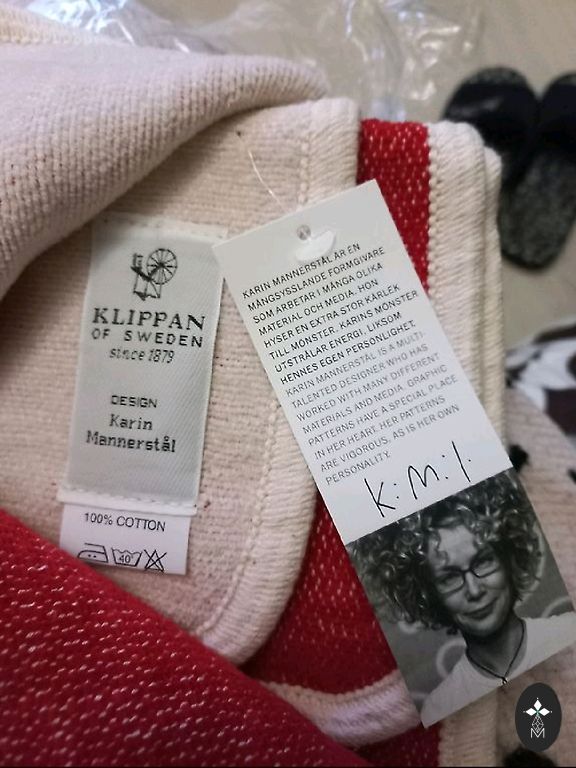 KLIPPAN
OF SWEDEN
since 1879
DESIGN
Karin
Mannerstål
100% COTTON
40°
KARIN MANNERSTÅL ÄR EN
MÅNGSYSSLANDE FORMGIVARE
SOM ARBETAR I MÅNGA OLIKA
MATERIAL OCH MEDIA. HON
HYSER EN EXTRA STOR KÄRLEK
TILL MÖNSTER. KARINS MÖNSTER
UTSTRÅLAR ENERGI, LIKSOM
HENNES EGEN PERSONLIGHET.
KARIN MANNERSTÅL IS A MULTI-
TALENTED DESIGNER WHO HAS
WORKED WITH MANY DIFFERENT
MATERIALS AND MEDIA. GRAPHIC
PATTERNS HAVE A SPECIAL PLACE
IN HER HEART. HER PATTERNS
ARE VIGOROUS, AS IS HER OWN
PERSONALITY.
K:M:l.
M